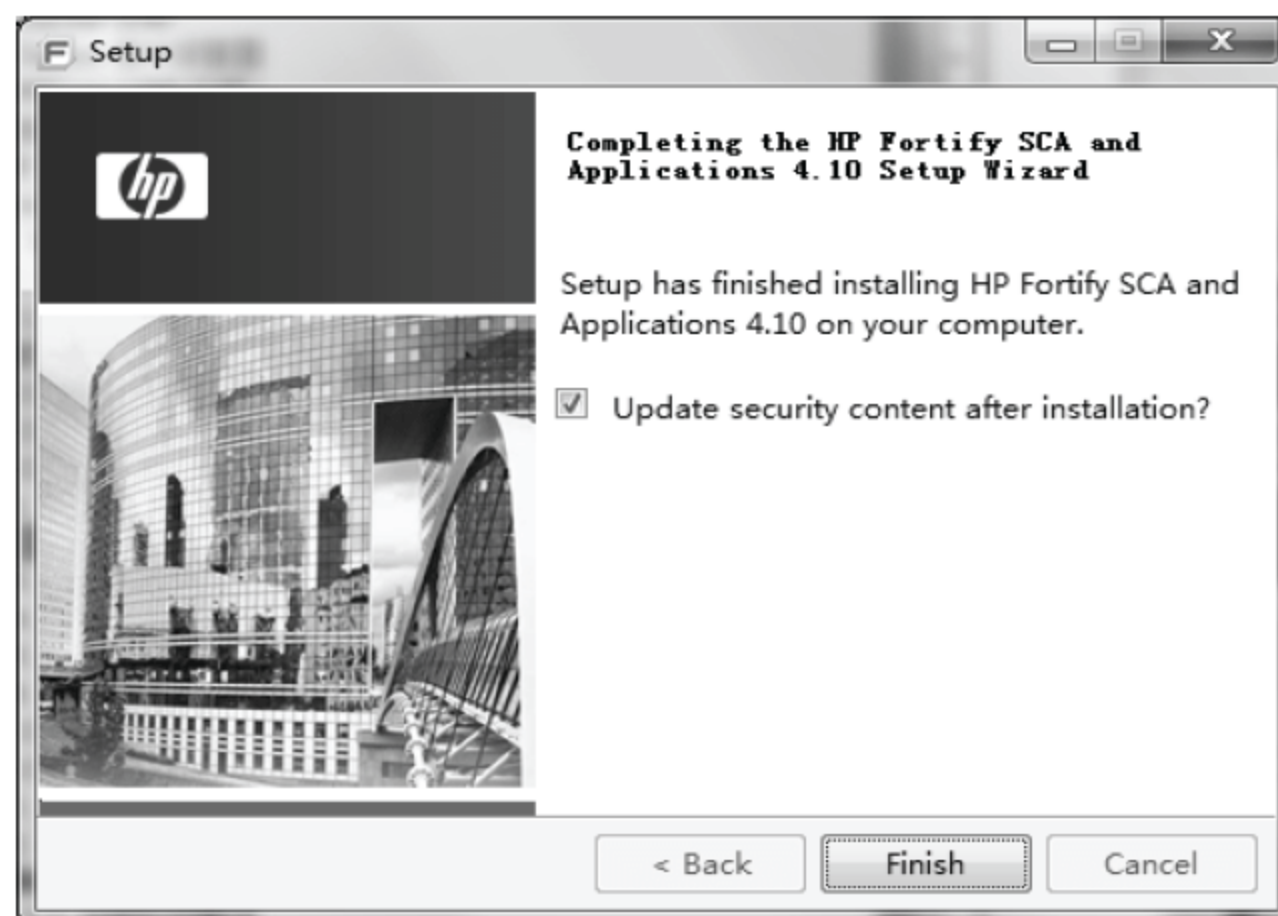 F Setup
hp
Completing the HP Fortify SCA and
Applications 4.10 Setup Wizard
Setup has finished installing HP Fortify SCA and
Applications 4.10 on your computer.
Update security content after installation?
< Back
Finish
Cancel